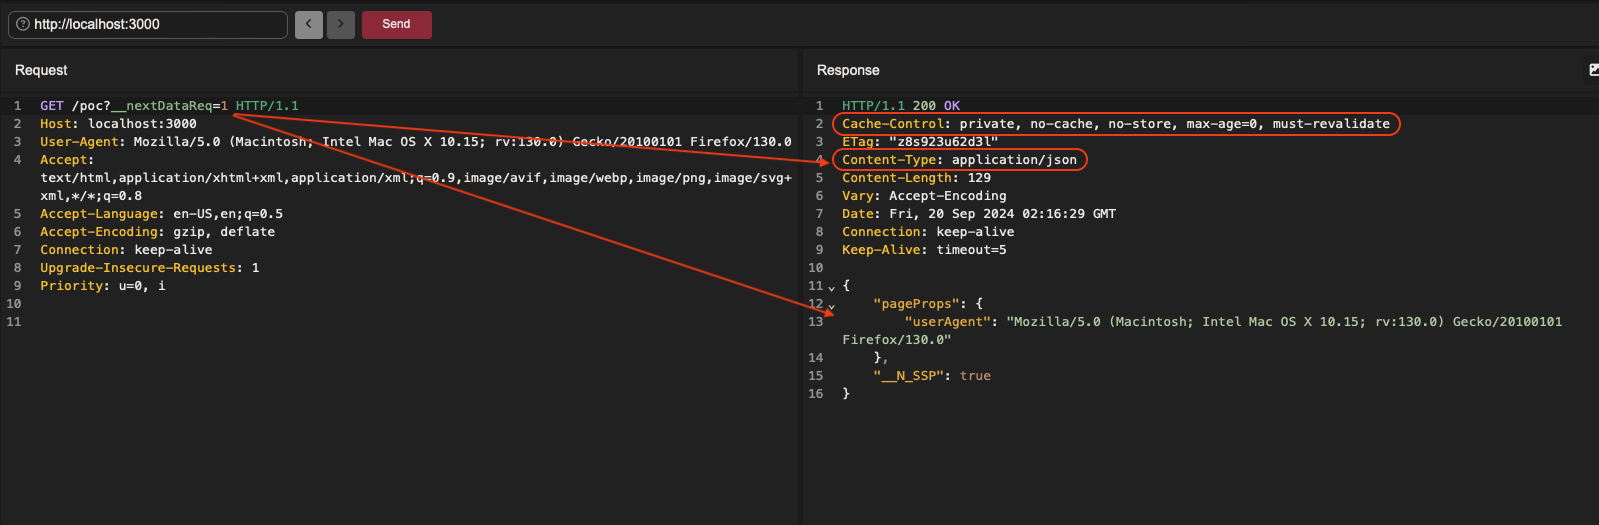 http://localhost:3000
Send
Request
1 GET /poc?__nextDataReq=1 HTTP/1.1
2 Host: localhost:3000
3 User-Agent: Mozilla/5.0 (Macintosh; Intel Mac OS X 10.15; rv:130.0) Gecko/20100101 Firefox/130.0
4 Accept:
text/html,application/xhtml+xml,application/xml;q=0.9,image/avif,image/webp,image/png,image/svg+
xml,*/*;q=0.8
5 Accept-Language: en-US,en;q=0.5
6 Accept-Encoding: gzip, deflate
7 Connection: keep-alive
8 Upgrade-Insecure-Requests: 1
9 Priority: u=0, i
10
11
Response
1 HTTP/1.1 200 OK
2 Cache-Control: private, no-cache, no-store, max-age=0, must-revalidate
3 ETag: "z8s923u62d3l"
4 Content-Type: application/json
5 Content-Length: 129
6 Vary: Accept-Encoding
7 Date: Fri, 20 Sep 2024 02:16:29 GMT
8 Connection: keep-alive
9 Keep-Alive: timeout=5
10
11 {
12 "pageProps": {
13 "userAgent": "Mozilla/5.0 (Macintosh; Intel Mac OS X 10.15; rv:130.0) Gecko/20100101
Firefox/130.0"
14 },
15 "__N_SSP": true
16 }